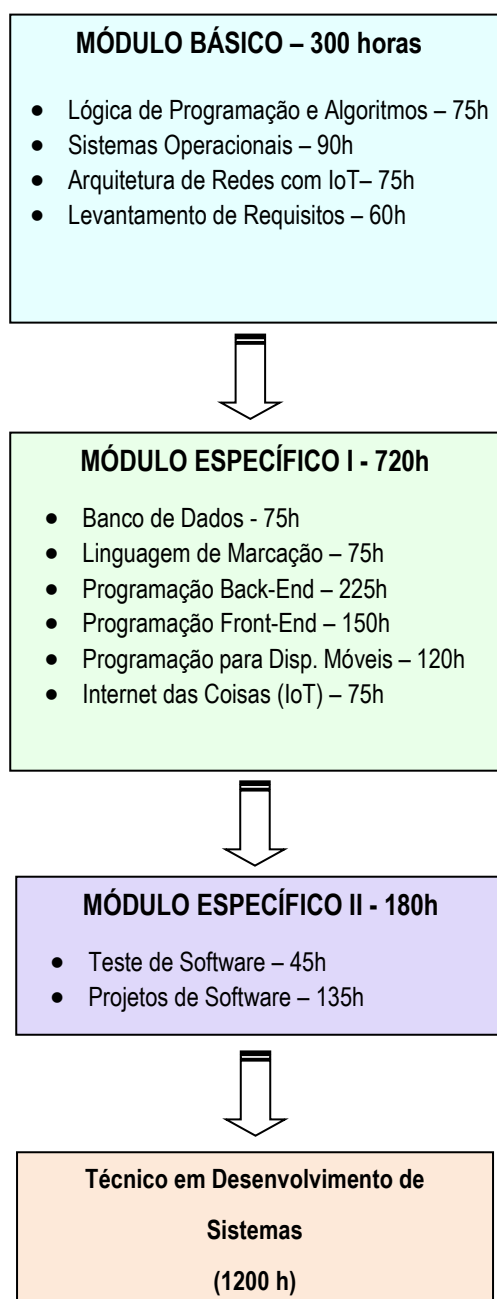 MÓDULO BÁSICO – 300 horas
● Lógica de Programação e Algoritmos – 75h
● Sistemas Operacionais – 90h
● Arquitetura de Redes com IoT– 75h
● Levantamento de Requisitos – 60h
MÓDULO ESPECÍFICO I - 720h
● Banco de Dados - 75h
● Linguagem de Marcação – 75h
● Programação Back-End – 225h
● Programação Front-End – 150h
● Programação para Disp. Móveis – 120h
● Internet das Coisas (IoT) – 75h
MÓDULO ESPECÍFICO II - 180h
● Teste de Software – 45h
● Projetos de Software – 135h
Técnico em Desenvolvimento de
Sistemas
(1200 h)